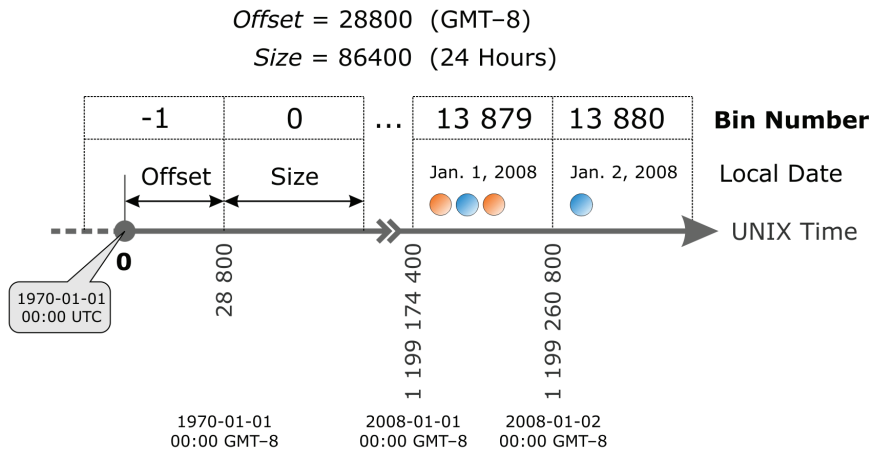 Offset = 28800 (GMT–8)
Size = 86400 (24 Hours)
-1 0 ... 13 879 13 880 Bin Number
Offset Size Jan. 1, 2008 Jan. 2, 2008 Local Date
UNIX Time
0
28 800
1 199 174 400
1 199 260 800
1970-01-01
00:00 UTC
1970-01-01
00:00 GMT–8
2008-01-01
00:00 GMT–8
2008-01-02
00:00 GMT–8